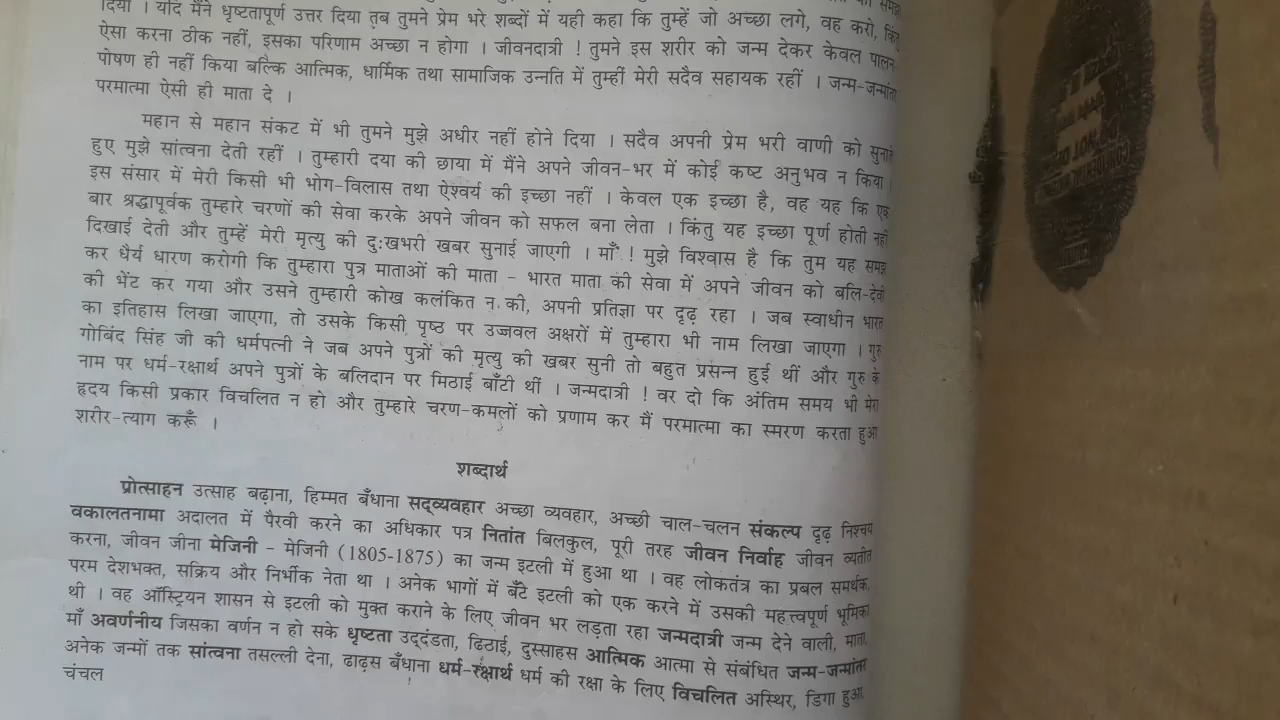 दिया । यदि मैंने धृष्टतापूर्ण उत्तर दिया तब तुमने प्रेम भरे शब्दों में यही कहा कि तुम्हें जो अच्छा लगे, वह करो, किंतु
ऐसा करना ठीक नहीं, इसका परिणाम अच्छा न होगा । जीवनदात्री ! तुमने इस शरीर को जन्म देकर केवल पालन-
पोषण ही नहीं किया बल्कि आत्मिक, धार्मिक तथा सामाजिक उन्नति में तुम्हीं मेरी सदैव सहायक रहीं । जन्म-जन्मांतर
परमात्मा ऐसी ही माता दे ।
महान से महान संकट में भी तुमने मुझे अधीर नहीं होने दिया । सदैव अपनी प्रेम भरी वाणी को सुनाते
हुए मुझे सांत्वना देती रहीं । तुम्हारी दया की छाया में मैंने अपने जीवन-भर में कोई कष्ट अनुभव न किया ।
इस संसार में मेरी किसी भी भोग-विलास तथा ऐश्वर्य की इच्छा नहीं । केवल एक इच्छा है, वह यह कि एक
बार श्रद्धापूर्वक तुम्हारे चरणों की सेवा करके अपने जीवन को सफल बना लेता । किंतु यह इच्छा पूर्ण होती नहीं
दिखाई देती और तुम्हें मेरी मृत्यु की दुःखभरी खबर सुनाई जाएगी । माँ ! मुझे विश्वास है कि तुम यह समझ
कर धैर्य धारण करोगी कि तुम्हारा पुत्र माताओं की माता - भारत माता की सेवा में अपने जीवन को बलि-देवी
की भेंट कर गया और उसने तुम्हारी कोख कलंकित न की, अपनी प्रतिज्ञा पर दृढ़ रहा । जब स्वाधीन भारत
का इतिहास लिखा जाएगा, तो उसके किसी पृष्ठ पर उज्जवल अक्षरों में तुम्हारा भी नाम लिखा जाएगा । गुरु
गोबिंद सिंह जी की धर्मपत्नी ने जब अपने पुत्रों की मृत्यु की खबर सुनी तो बहुत प्रसन्न हुई थीं और गुरु के
नाम पर धर्म-रक्षार्थ अपने पुत्रों के बलिदान पर मिठाई बाँटी थीं । जन्मदात्री ! वर दो कि अंतिम समय भी मेरा
हृदय किसी प्रकार विचलित न हो और तुम्हारे चरण-कमलों को प्रणाम कर मैं परमात्मा का स्मरण करता हुआ
शरीर-त्याग करूँ ।
शब्दार्थ
प्रोत्साहन उत्साह बढ़ाना, हिम्मत बँधाना सद्व्यवहार अच्छा व्यवहार, अच्छी चाल-चलन संकल्प दृढ़ निश्चय
वकालतनामा अदालत में पैरवी करने का अधिकार पत्र नितांत बिलकुल, पूरी तरह जीवन निर्वाह जीवन व्यतीत
करना, जीवन जीना मेजिनी - मेजिनी (1805-1875) का जन्म इटली में हुआ था । वह लोकतंत्र का प्रबल समर्थक,
परम देशभक्त, सक्रिय और निर्भीक नेता था । अनेक भागों में बँटे इटली को एक करने में उसकी महत्त्वपूर्ण भूमिका
थी । वह ऑस्ट्रियन शासन से इटली को मुक्त कराने के लिए जीवन भर लड़ता रहा जन्मदात्री जन्म देने वाली, माता,
माँ अवर्णनीय जिसका वर्णन न हो सके धृष्टता उद्दंडता, ढिठाई, दुस्साहस आत्मिक आत्मा से संबंधित जन्म-जन्मांतर
अनेक जन्मों तक सांत्वना तसल्ली देना, ढाढ़स बँधाना धर्म-रक्षार्थ धर्म की रक्षा के लिए विचलित अस्थिर, डिगा हुआ,
चंचल